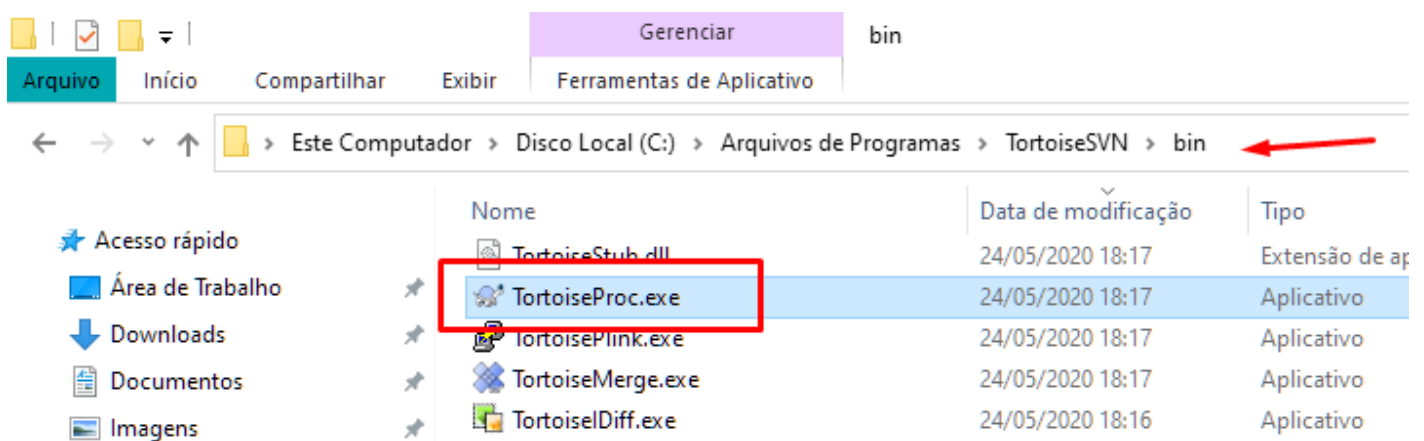 Gerenciar bin
Arquivo Início Compartilhar Exibir Ferramentas de Aplicativo
Este Computador > Disco Local (C:) > Arquivos de Programas > TortoiseSVN > bin
Nome Data de modificação Tipo
Acesso rápido
TortoiseStub.dll 24/05/2020 18:17 Extensão de ap
Área de Trabalho
TortoiseProc.exe 24/05/2020 18:17 Aplicativo
Downloads
TortoisePlink.exe 24/05/2020 18:17 Aplicativo
Documentos
TortoiseMerge.exe 24/05/2020 18:17 Aplicativo
Imagens
TortoiseIDiff.exe 24/05/2020 18:16 Aplicativo